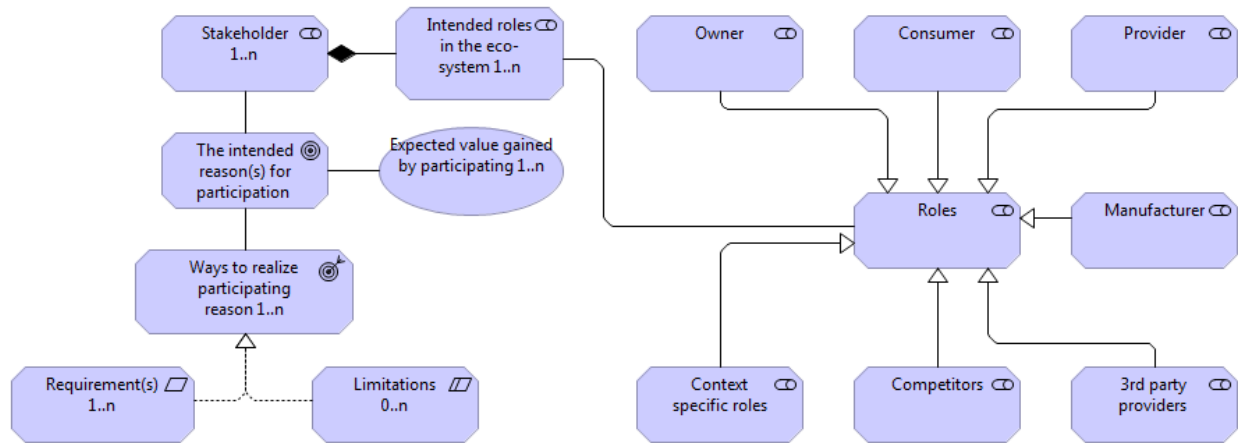 Stakeholder
1..n
Intended roles
in the eco-
system 1..n
Owner
Consumer
Provider
The intended
reason(s) for
participation
Expected value gained
by participating 1..n
Roles
Manufacturer
Ways to realize
participating
reason 1..n
Requirement(s)
1..n
Limitations
0..n
Context
specific roles
Competitors
3rd party
providers